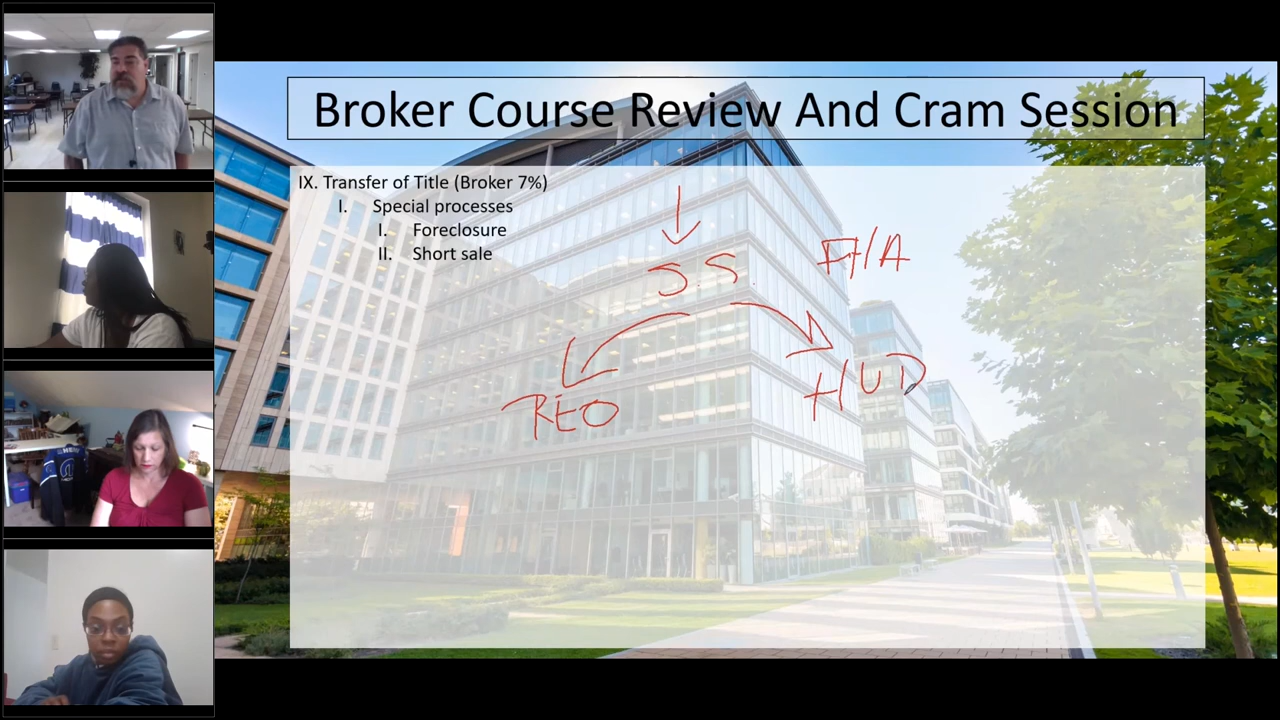 Broker Course Review And Cram Session
IX. Transfer of Title (Broker 7%)
I. Special processes
I. Foreclosure
II. Short sale
SS
FHA
REO
HUD